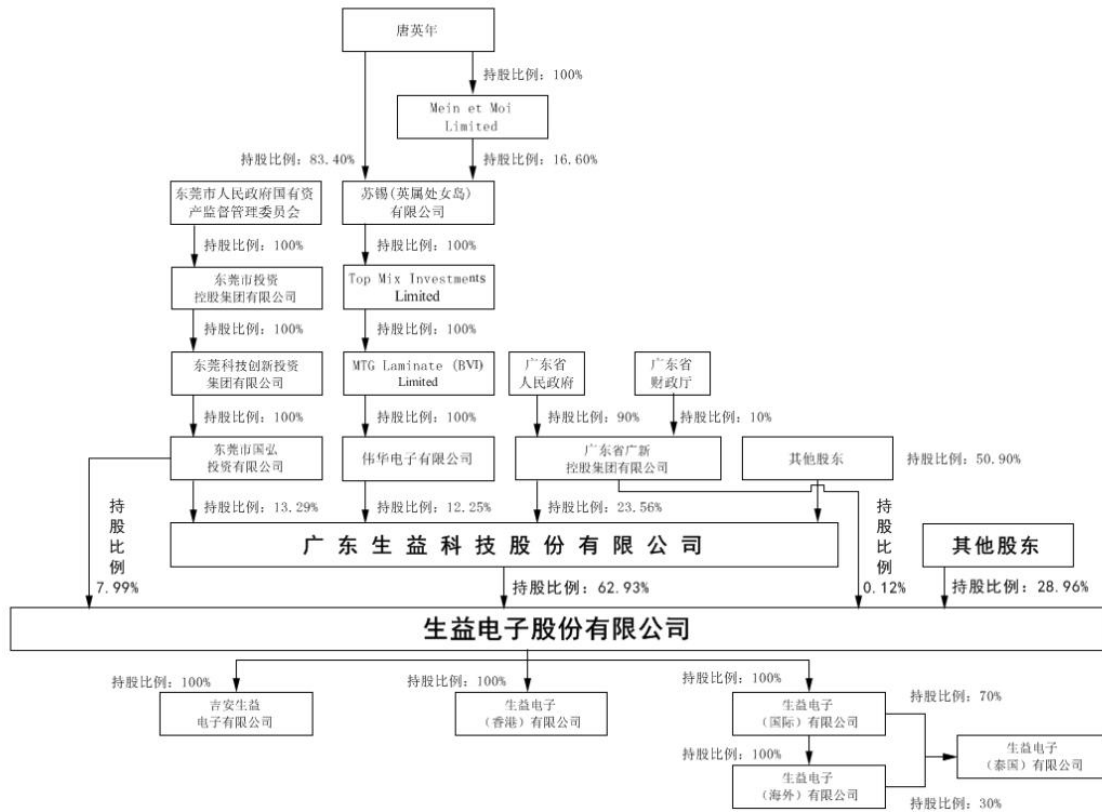 唐英年
持股比例：100%
Mein et Moi
Limited
持股比例：83.40%
持股比例：16.60%
东莞市人民政府国有资
产监督管理委员会
苏锡(英属处女岛)
有限公司
持股比例：100%
持股比例：100%
东莞市投资
控股集团有限公司
Top Mix Investments
Limited
持股比例：100%
持股比例：100%
东莞科技创新投资
集团有限公司
MTG Laminate (BVI)
Limited
广东省
人民政府
广东省
财政厅
持股比例：100%
持股比例：100%
持股比例：90%
持股比例：10%
东莞市国弘
投资有限公司
伟华电子有限公司
广东省广新
控股集团有限公司
其他股东
持股比例：50.90%
持股比例：13.29%
持股比例：12.25%
持股比例：23.56%
持股比例
7.99%
广东生益科技股份有限公司
持股比例
0.12%
其他股东
持股比例：62.93%
持股比例：28.96%
生益电子股份有限公司
持股比例：100%
持股比例：100%
持股比例：100%
持股比例：70%
吉安生益
电子有限公司
生益电子
（香港）有限公司
生益电子
（国际）有限公司
持股比例：100%
生益电子
（泰国）有限公司
生益电子
（海外）有限公司
持股比例：30%